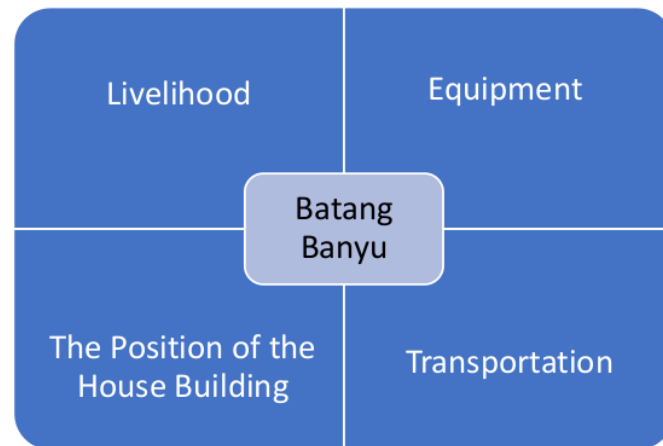 Livelihood
Equipment
Batang
Banyu
The Position of the
House Building
Transportation